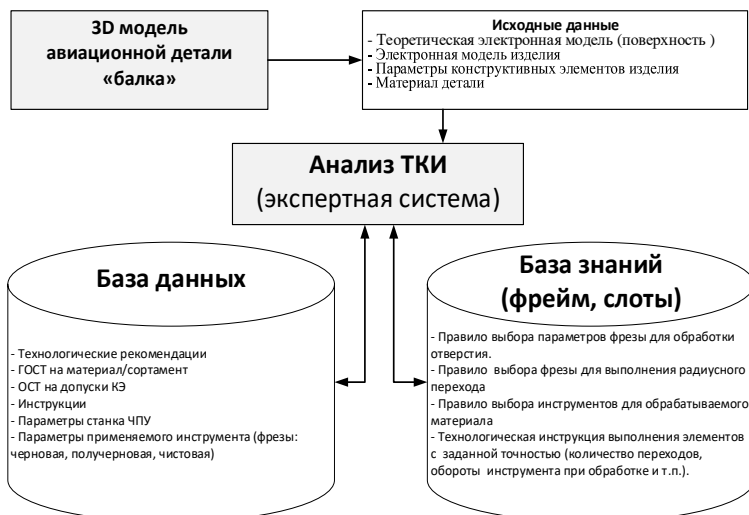 3D модель
авиационной детали
«балка»
Исходные данные
- Теоретическая электронная модель (поверхность )
- Электронная модель изделия
- Параметры конструктивных элементов изделия
- Материал детали
Анализ ТКИ
(экспертная система)
База данных
- Технологические рекомендации
- ГОСТ на материал/сортамент
- ОСТ на допуски КЭ
- Инструкции
- Параметры станка ЧПУ
- Параметры применяемого инструмента (фрезы:
черновая, получерновая, чистовая)
База знаний
(фрейм, слоты)
- Правило выбора параметров фрезы для обработки
отверстия.
- Правило  выбора фрезы для выполнения радиусного
перехода
- Правило выбора инструментов для обрабатываемого
материала
- Технологическая инструкция выполнения элементов
с  заданной точностью (количество переходов,
обороты  инструмента при обработке и т.п.).